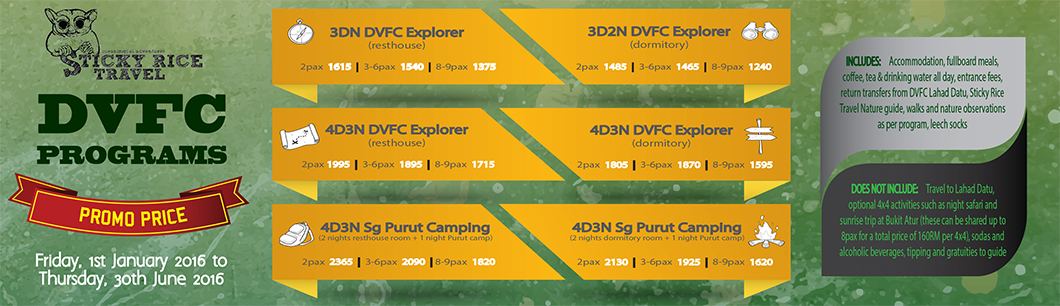 STICKY RICE
TRAVEL
DVFC
PROGRAMS
PROMO PRICE
Friday, 1st January 2016 to
Thursday, 30th June 2016
3DN DVFC Explorer
(resthouse)
2pax 1615 | 3-6pax 1540 | 8-9pax 1375
3D2N DVFC Explorer
(dormitory)
2pax 1485 | 3-6pax 1465 | 8-9pax 1240
4D3N DVFC Explorer
(resthouse)
2pax 1995 | 3-6pax 1895 | 8-9pax 1715
4D3N DVFC Explorer
(dormitory)
2pax 1805 | 3-6pax 1870 | 8-9pax 1595
4D3N Sg Purut Camping
(2 nights resthouse room + 1 night Purut camp)
2pax 2365 | 3-6pax 2090 | 8-9pax 1820
4D3N Sg Purut Camping
(2 nights dormitory room + 1 night Purut camp)
2pax 2130 | 3-6pax 1925 | 8-9pax 1620
INCLUDES: Accommodation, fullboard meals,
coffee, tea & drinking water all day, entrance fees,
return transfers from DVFC Lahad Datu, Sticky Rice
Travel Nature guide, walks and nature observations
as per program, leech socks
DOES NOT INCLUDE: Travel to Lahad Datu,
optional 4x4 activities such as night safari and
sunrise trip at Bukit Atur (these can be shared up to
8pax for a total price of 160RM per 4x4), sodas and
alcoholic beverages, tipping and gratuities to guide